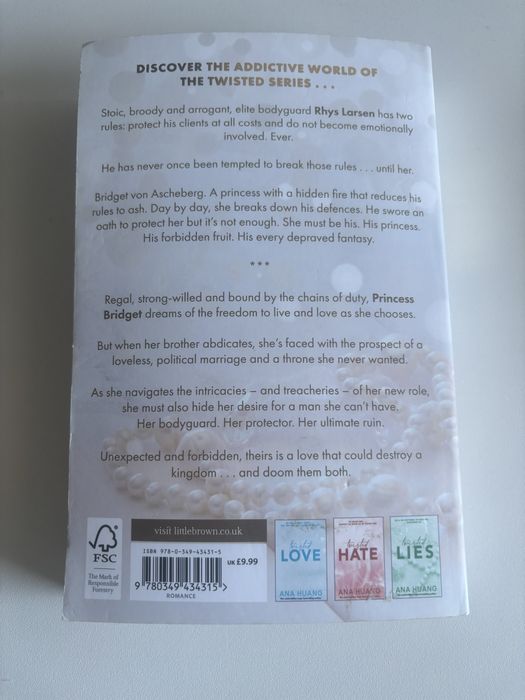 DISCOVER THE ADDICTIVE WORLD OF
THE TWISTED SERIES . . .
Stoic, broody and arrogant, elite bodyguard Rhys Larsen has two
rules: protect his clients at all costs and do not become emotionally
involved. Ever.
He has never once been tempted to break those rules . . . until her.
Bridget von Ascheberg. A princess with a hidden fire that reduces his
rules to ash. Day by day, she breaks down his defences. He swore an
oath to protect her but it's not enough. She must be his. His princess.
His forbidden fruit. His every depraved fantasy.
***
Regal, strong-willed and bound by the chains of duty, Princess
Bridget dreams of the freedom to live and love as she chooses.
But when her brother abdicates, she's faced with the prospect of a
loveless, political marriage and a throne she never wanted.
As she navigates the intricacies – and treacheries – of her new role,
she must also hide her desire for a man she can't have.
Her bodyguard. Her protector. Her ultimate ruin.
Unexpected and forbidden, theirs is a love that could destroy a
kingdom . . . and doom them both.
FSC
The Mark of
Responsible
Forestry
visit littlebrown.co.uk
ISBN 978-0-349-43431-5
UK £9.99
9 780349 434315 >
ROMANCE
twisted
LOVE
ANA HUANG
twisted
HATE
ANA HUANG
twisted
LIES
ANA HUANG